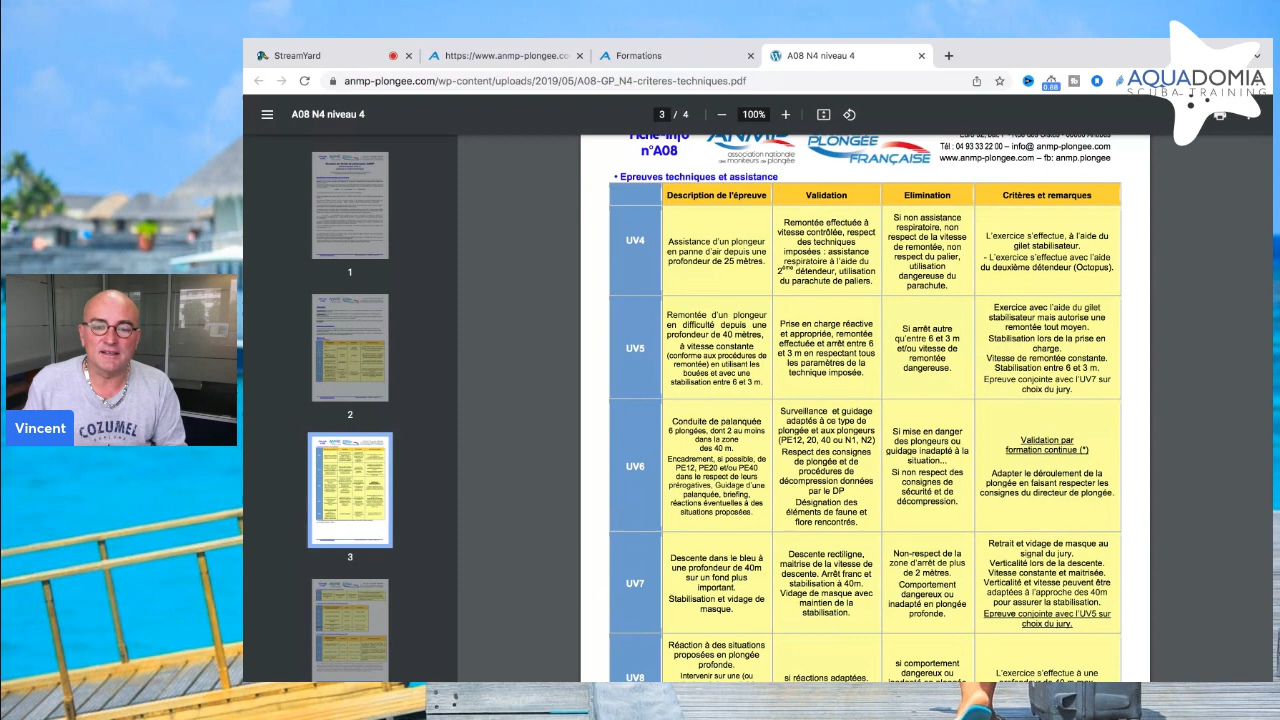 StreamYard
https://www.anmp-plongee.co
Formations
A08 N4 niveau 4
anmp-plongee.com/wp-content/uploads/2019/05/A08-GP_N4-criteres-techniques.pdf
0.88
AQUADOMIA
SCUBA TRAINING
A08 N4 niveau 4
3 / 4
100%
1
2
3
Vincent
COZUMEL
Fiche-info
n°A08
ANMP
association nationale
des moniteurs de plongée
PLONGÉE
FRANÇAISE
Tél : 04 93 33 22 00 – info@ anmp-plongee.com
www.anmp-plongee.com – fb: anmp.plongee
• Epreuves techniques et assistance
Description de l'épreuve
Validation
Elimination
Critères et remarques
UV4
Assistance d'un plongeur
en panne d'air depuis une
profondeur de 25 mètres.
Remontée effectuée à
vitesse contrôlée, respect
des techniques
imposées : assistance
respiratoire à l'aide du
2ème détendeur, utilisation
du parachute de paliers.
Si non assistance
respiratoire, non
respect de la vitesse
de remontée, non
respect du palier,
utilisation
dangereuse du
parachute.
L'exercice s'effectue, à l'aide du
gilet stabilisateur.
- L'exercice s'effectue avec l'aide
du deuxième détendeur (Octopus).
UV5
Remontée d'un plongeur
en difficulté depuis une
profondeur de 40 mètres,
à vitesse constante
(conforme aux procédures de
remontée) en utilisant les
bouées et avec une
stabilisation entre 6 et 3 m.
Prise en charge réactive
et appropriée, remontée
effectuée et arrêt entre 6
et 3 m en respectant tous
les paramètres de la
technique imposée.
Si arrêt autre
qu'entre 6 et 3 m
et/ou vitesse de
remontée
dangereuse.
Exercice avec l'aide du gilet
stabilisateur mais autorise une
remontée tout moyen.
Stabilisation lors de la prise en
charge.
Vitesse de remontée constante.
Stabilisation entre 6 et 3 m.
Epreuve conjointe avec l'UV7 sur
choix du jury.
UV6
Conduite de palanquée
6 plongées, dont 2 au moins
dans la zone
des 40 m.
Encadrement, si possible, de
PE12, PE20 et/ou PE40
dans le respect de leurs
prérogatives, Guidage d'une
palanquée, briefing,
réactions éventuelles à des
situations proposées.
Surveillance et guidage
adaptés à ce type de
plongée et aux plongeurs
(PE12, 20, 40 ou N1, N2)
Respect des consignes
de plongée et de
procédures de
décompression données
par le DP
Désignation des
éléments de faune et
flore rencontrés.
Si mise en danger
des plongeurs ou
guidage inadapté à la
situation...
Si non respect des
consignes de
sécurité et de
décompression.
Validation par
formation continue (*)
Adapter le déroulement de la
plongée en faisant respecter les
consignes du directeur de plongée.
UV7
Descente dans le bleu à
une profondeur de 40m
sur un fond plus
important.
Stabilisation et vidage de
masque.
Descente rectiligne,
maitrise de la vitesse de
descente. Arrêt franc et
stabilisation à 40m.
Vidage de masque avec
maintien de la
stabilisation.
Non-respect de la
zone d'arrêt de plus
de 2 mètres.
Comportement
dangereux ou
inadapté en plongée
profonde.
Retrait et vidage de masque au
signal du jury.
Verticalité lors de la descente.
Vitesse constante et maitrisée.
Verticalité et vitesse peuvent être
adaptées à l'approche des 40m
pour assurer la stabilisation.
Epreuve conjointe avec l'UV5 sur
choix du jury.
UV8
Réaction à des situations
proposées en plongée
profonde.
Intervenir sur une (ou
si réactions adaptées.
si comportement
dangereux ou
L'exercice s'effectue à une